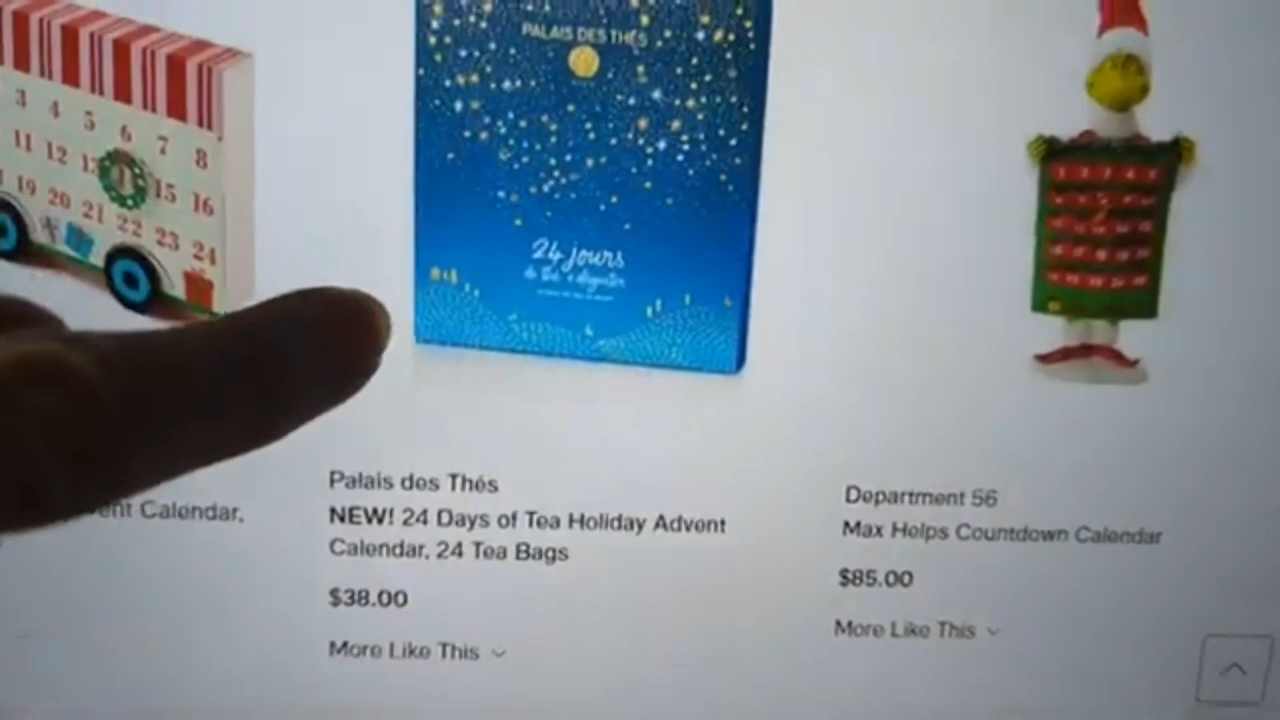 3 4 5 6 7 8
11 12 13 15 16
19 20 21 22 23 24
PALAIS DES THÉS
24 jours
Calendar,
Palais des Thés
NEW! 24 Days of Tea Holiday Advent
Calendar, 24 Tea Bags
$38.00
More Like This
Department 56
Max Helps Countdown Calendar
$85.00
More Like This